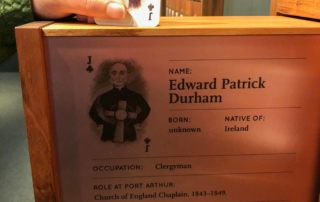 J
J
NAME:
Edward Patrick
Durham
BORN: NATIVE OF:
unknown Ireland
J
OCCUPATION: Clergyman
ROLE AT PORT ARTHUR:
Church of England Chaplain, 1843–1849